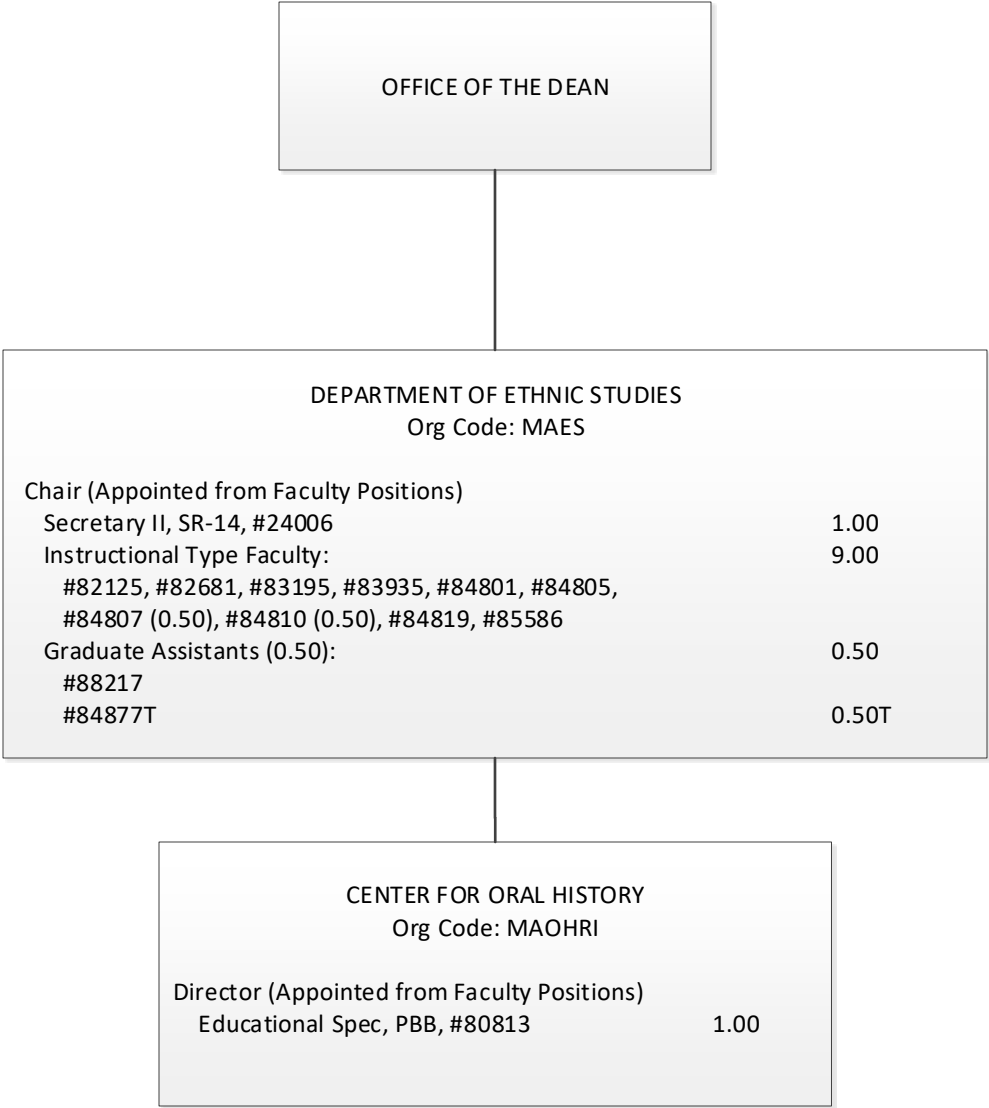 OFFICE OF THE DEAN
DEPARTMENT OF ETHNIC STUDIES
Org Code: MAES
Chair (Appointed from Faculty Positions)
Secretary II, SR-14, #24006 1.00
Instructional Type Faculty: 9.00
#82125, #82681, #83195, #83935, #84801, #84805,
#84807 (0.50), #84810 (0.50), #84819, #85586
Graduate Assistants (0.50): 0.50
#88217
#84877T 0.50T
CENTER FOR ORAL HISTORY
Org Code: MAOHRI
Director (Appointed from Faculty Positions)
Educational Spec, PBB, #80813 1.00